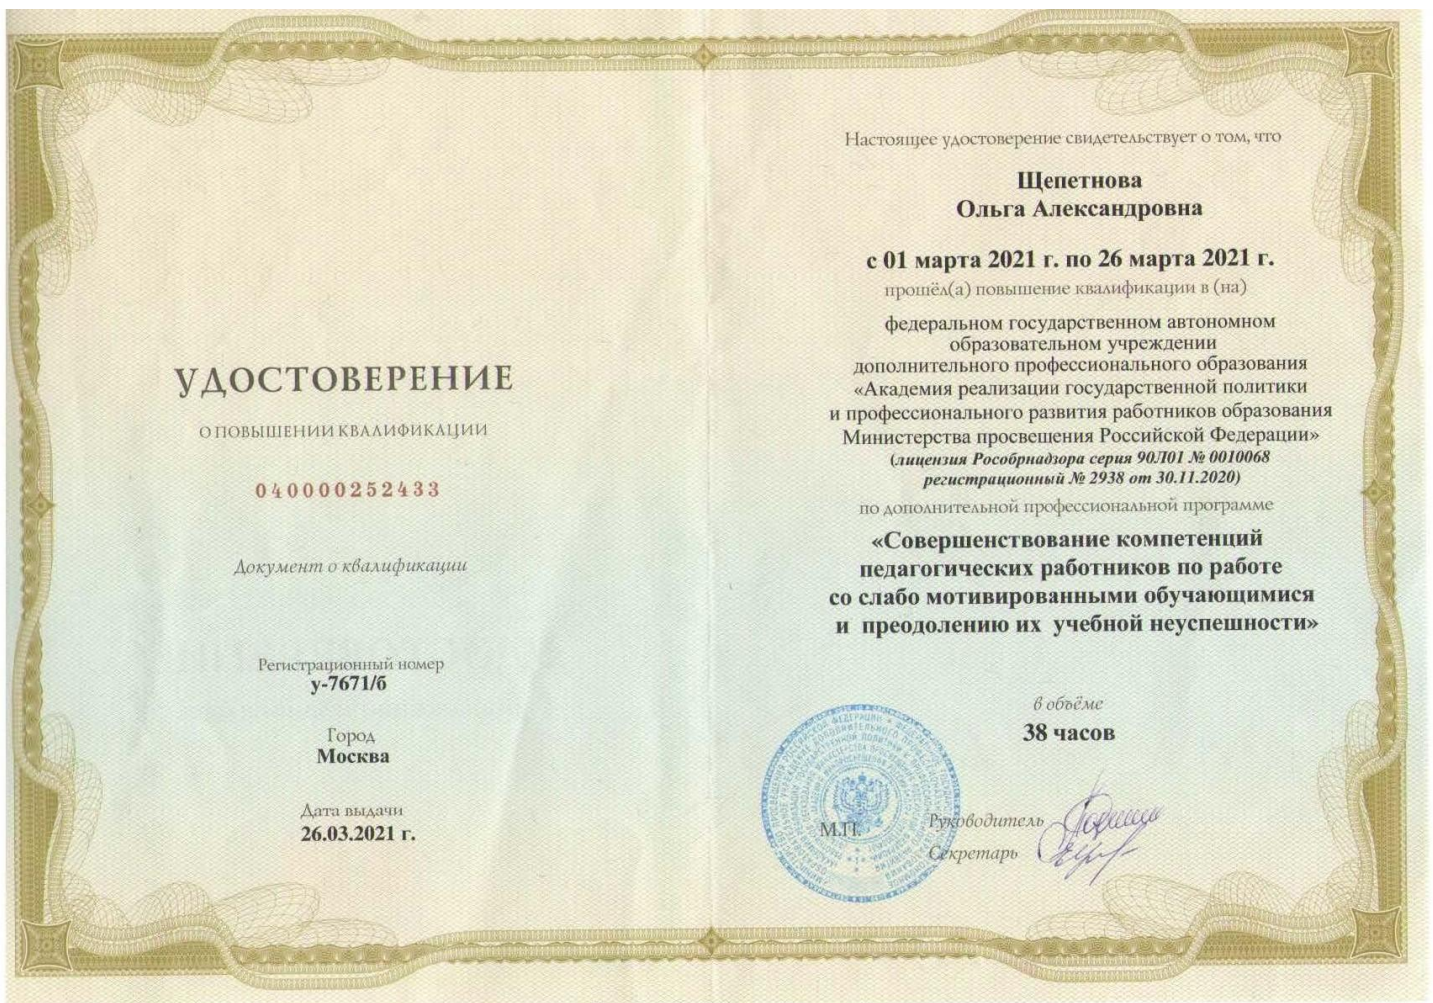 УДОСТОВЕРЕНИЕ
О ПОВЫШЕНИИ КВАЛИФИКАЦИИ
040000252433
Документ о квалификации
Регистрационный номер
у-7671/б
Город
Москва
Дата выдачи
26.03.2021 г.
Настоящее удостоверение свидетельствует о том, что
Щепетнова
Ольга Александровна
с 01 марта 2021 г. по 26 марта 2021 г.
прошёл(а) повышение квалификации в (на)
федеральном государственном автономном
образовательном учреждении
дополнительного профессионального образования
«Академия реализации государственной политики
и профессионального развития работников образования
Министерства просвещения Российской Федерации»
(лицензия Рособрнадзора серия 90Л01 № 0010068
регистрационный № 2938 от 30.11.2020)
по дополнительной профессиональной программе
«Совершенствование компетенций
педагогических работников по работе
со слабо мотивированными обучающимися
и преодолению их учебной неуспешности»
в объёме
38 часов
М.П.
Руководитель
Секретарь